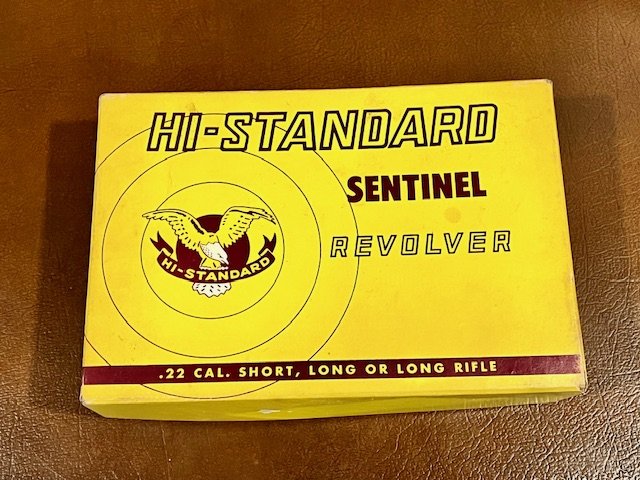 HI-STANDARD
SENTINEL
REVOLVER
HI-STANDARD
.22 CAL. SHORT, LONG OR LONG RIFLE